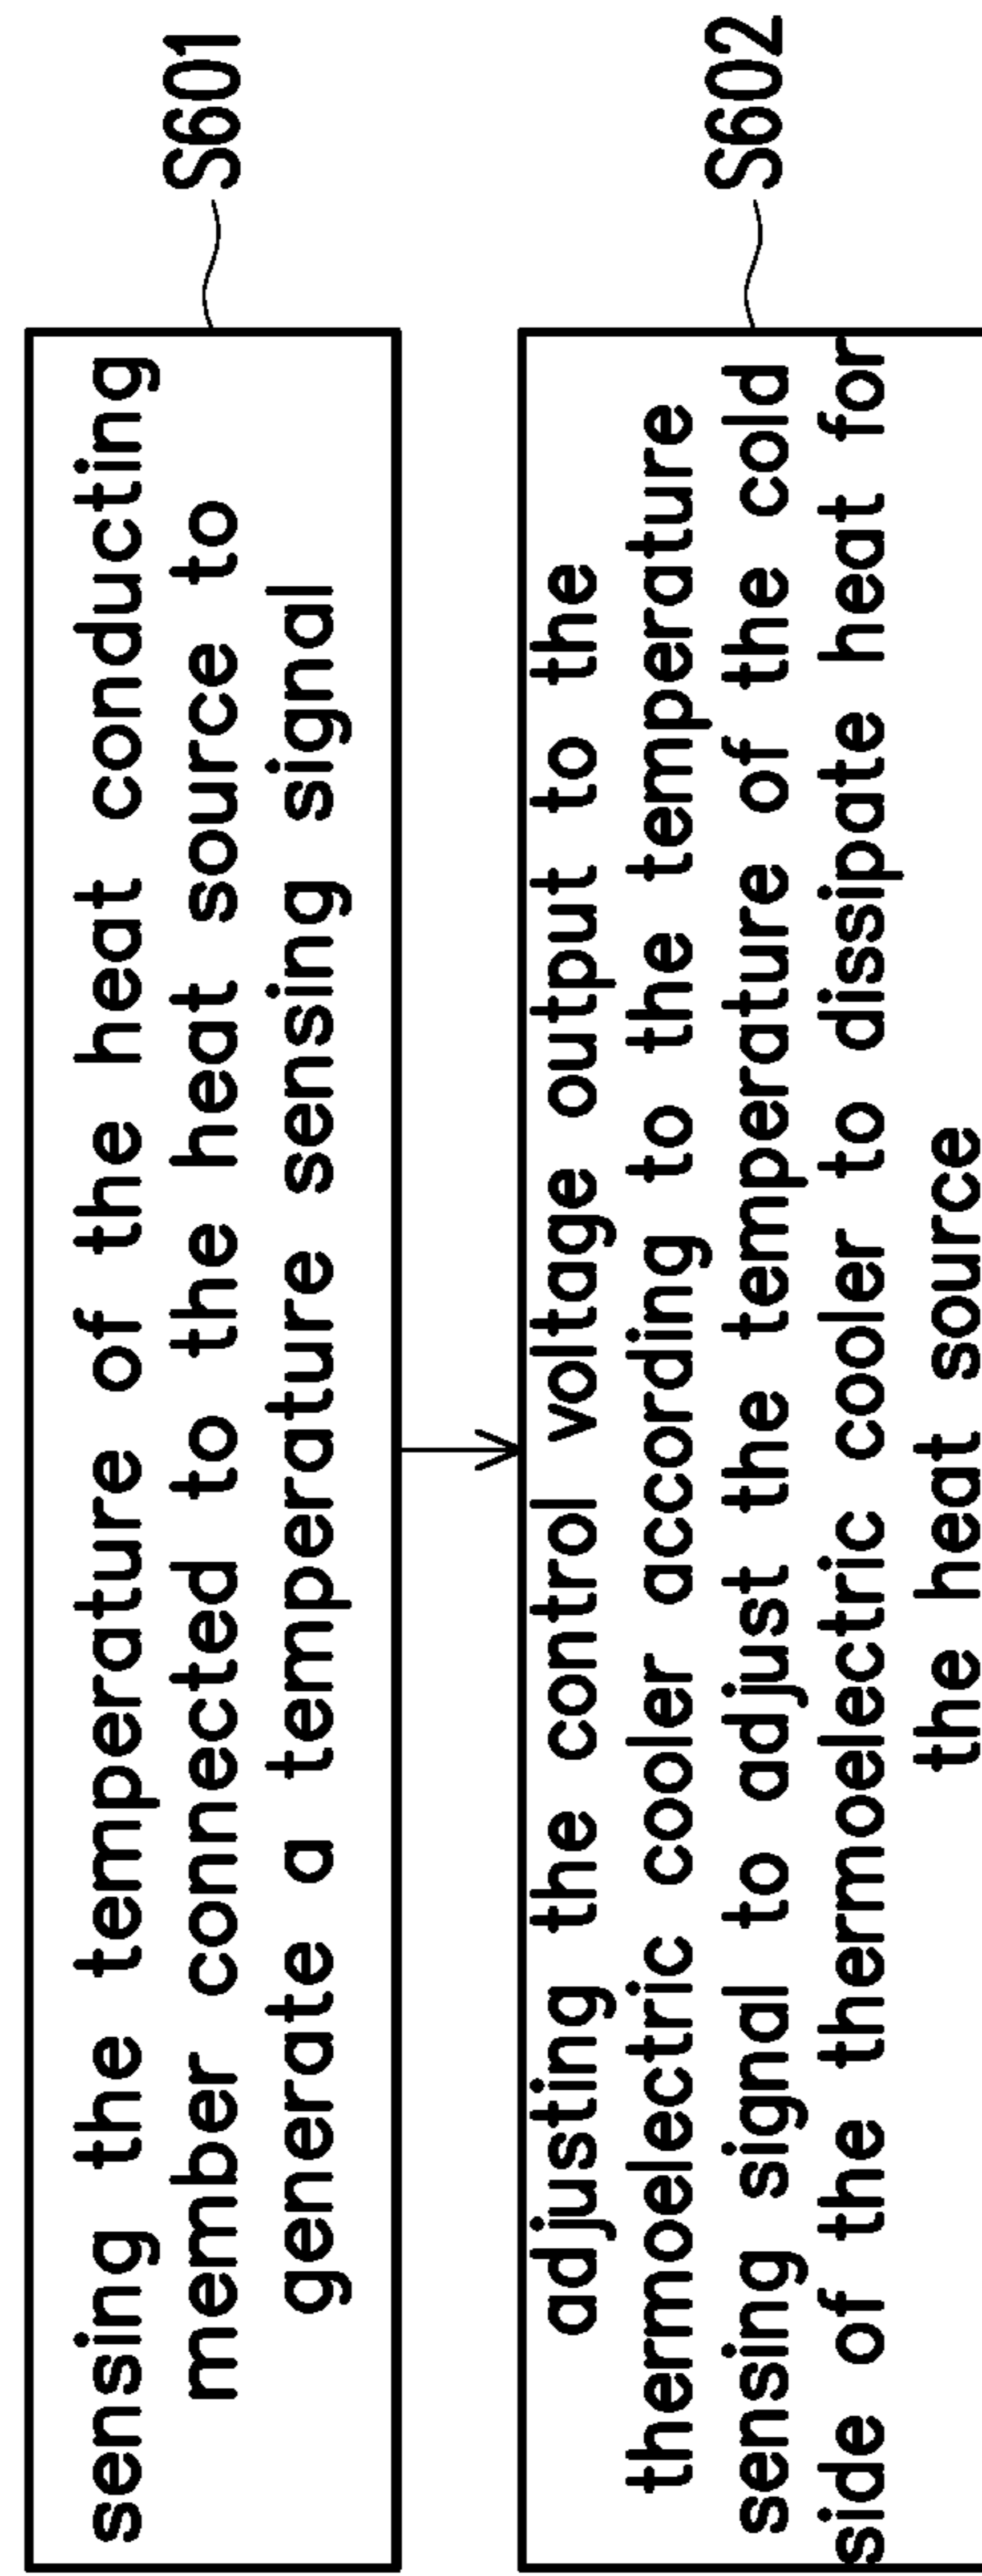 sensing the temperature of the heat conducting
member connected to the heat source to
generate a temperature sensing signal
S601
adjusting the control voltage output to the
thermoelectric cooler according to the temperature
sensing signal to adjust the temperature of the cold
side of the thermoelectric cooler to dissipate heat for
the heat source
S602